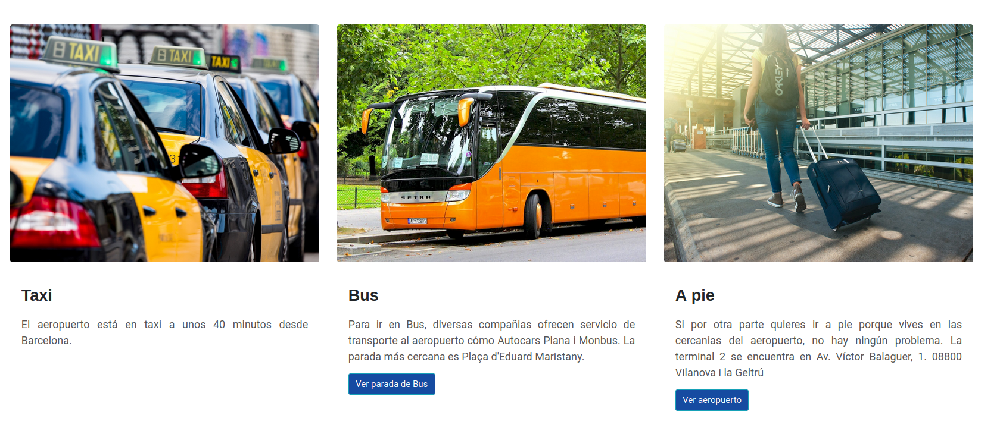 TAXI
TAXI
TAXI
SETRA
OAKLEY
Taxi
El aeropuerto está en taxi a unos 40 minutos desde
Barcelona.
Bus
Para ir en Bus, diversas compañias ofrecen servicio de
transporte al aeropuerto cómo Autocars Plana i Monbus. La
parada más cercana es Plaça d'Eduard Maristany.
Ver parada de Bus
A pie
Si por otra parte quieres ir a pie porque vives en las
cercanias del aeropuerto, no hay ningún problema. La
terminal 2 se encuentra en Av. Víctor Balaguer, 1. 08800
Vilanova i la Geltrú
Ver aeropuerto